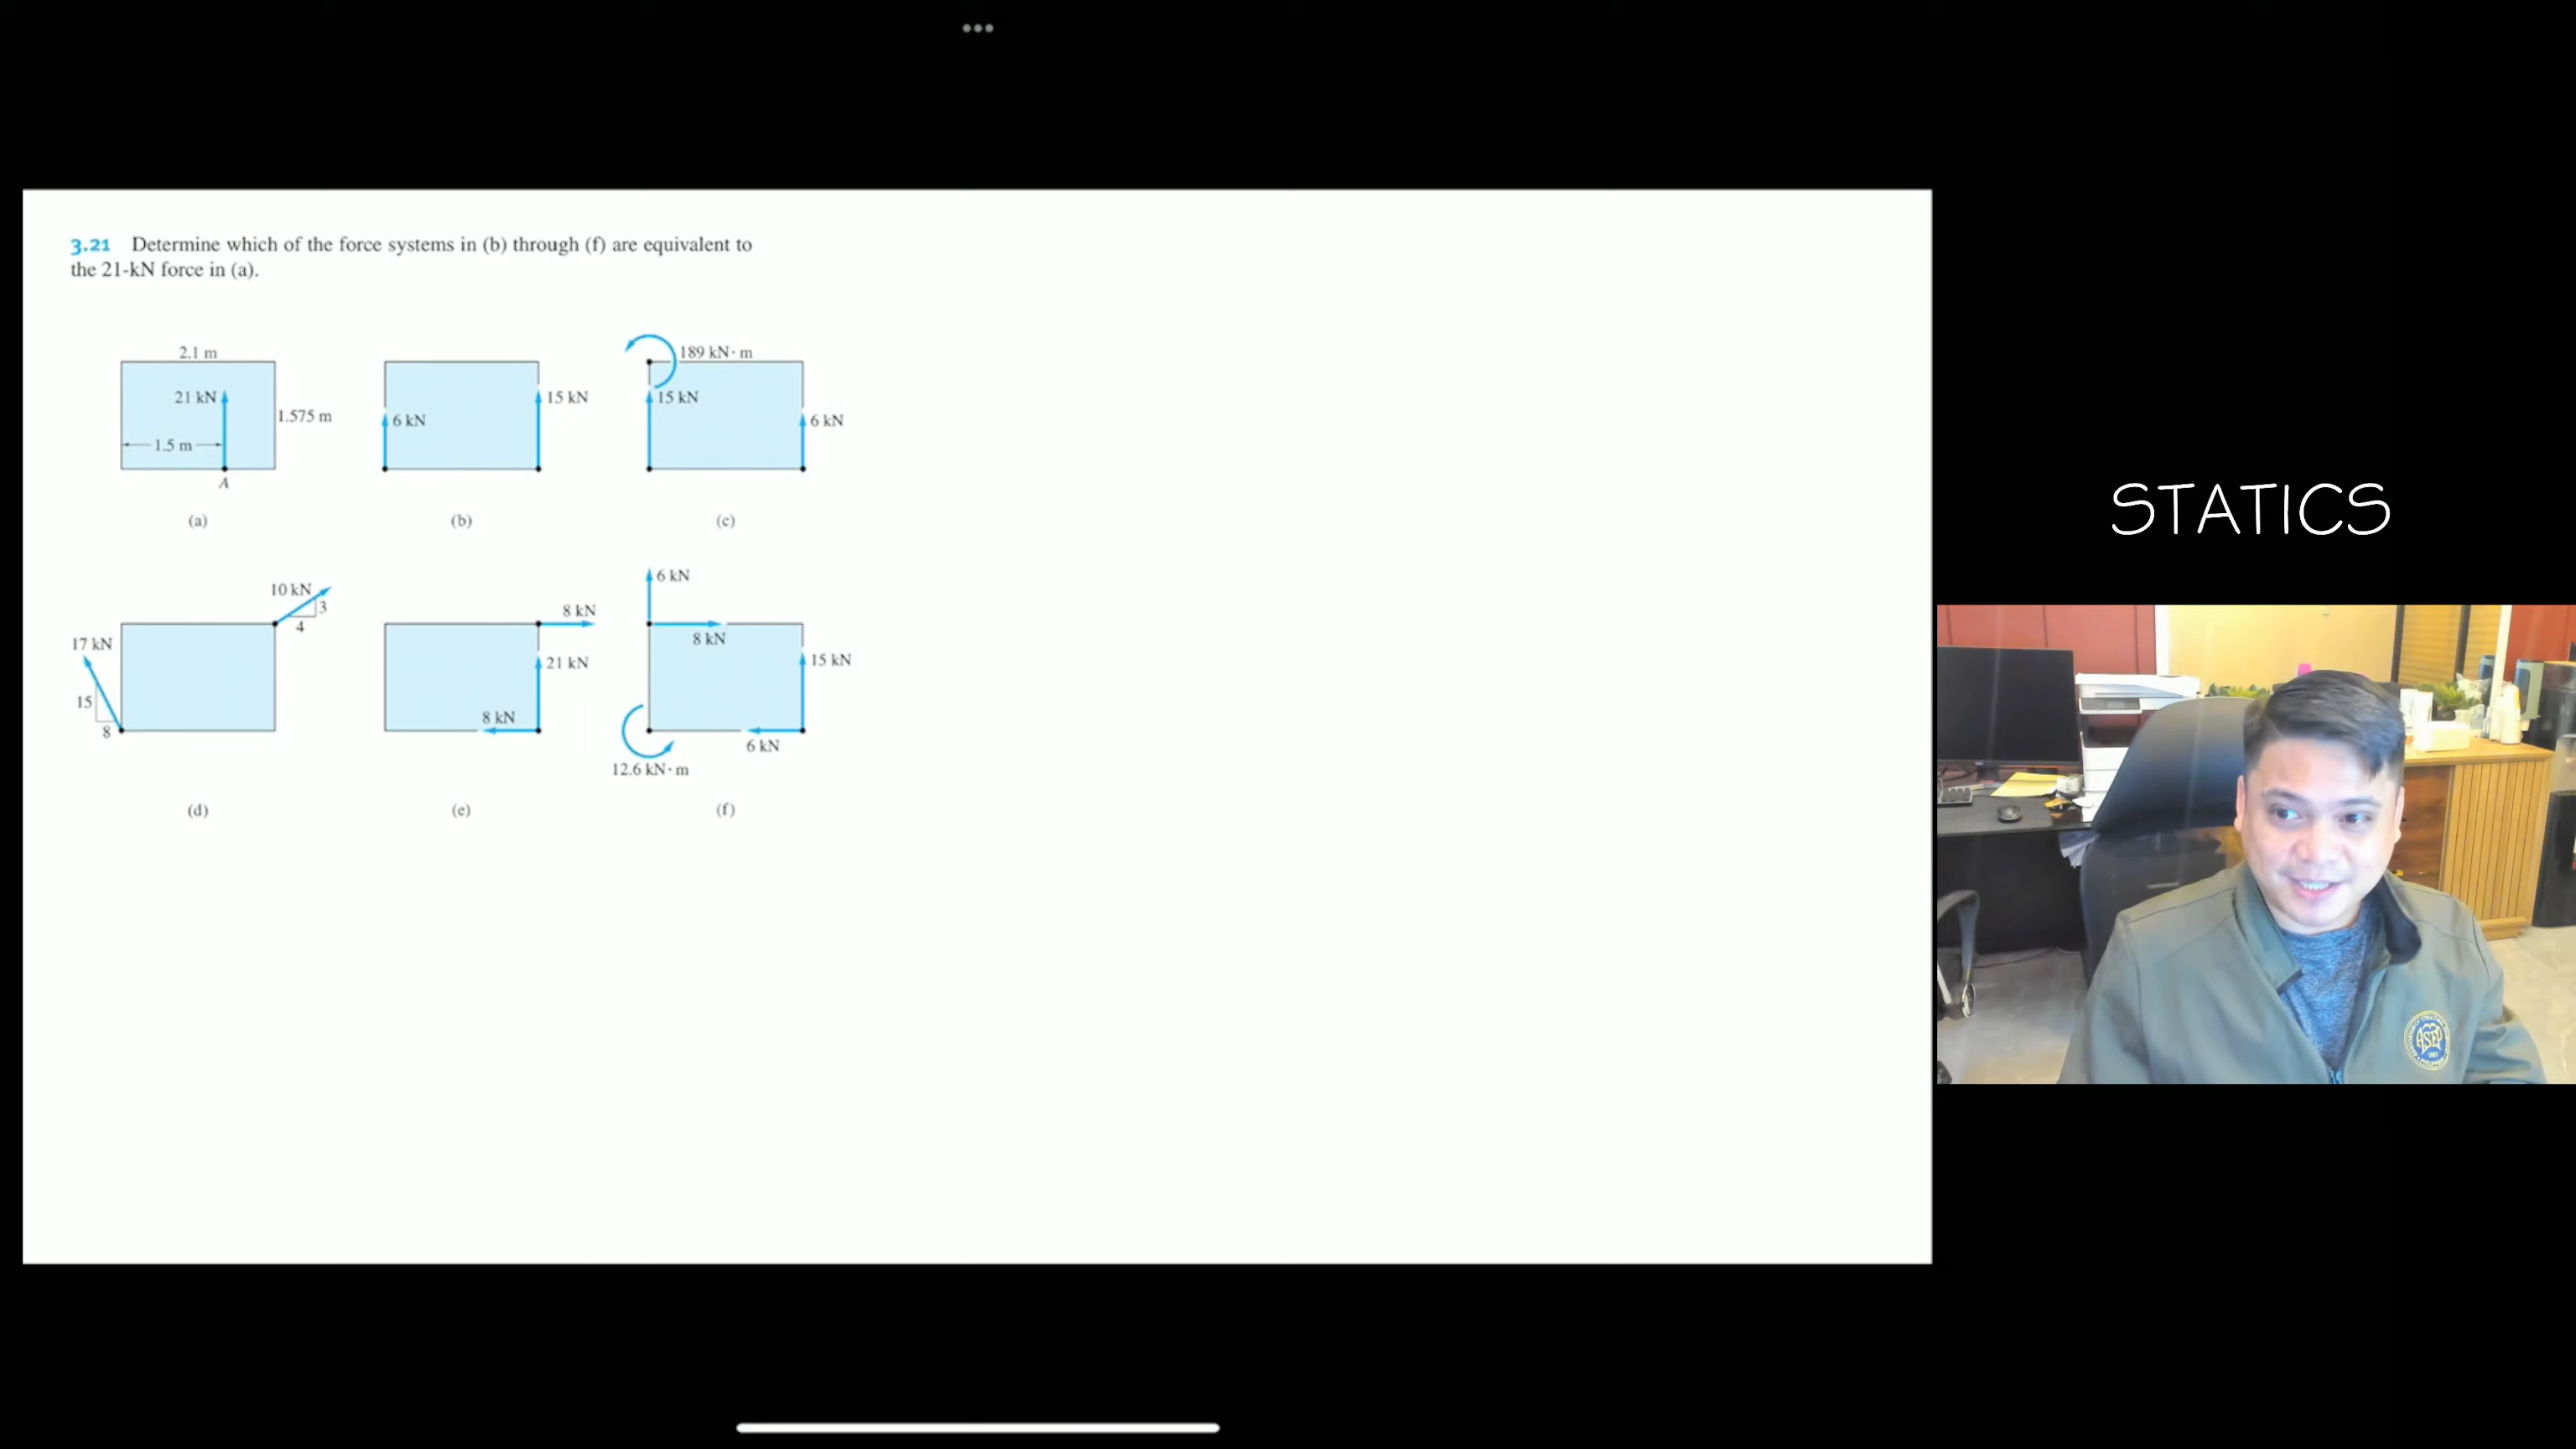 3.21 Determine which of the force systems in (b) through (f) are equivalent to
the 21-kN force in (a).
2.1 m
21 kN
1.575 m
1.5 m
A
(a)
15 kN
6 kN
(b)
189 kN·m
15 kN
6 kN
(c)
10 kN
3
4
17 kN
15
8
(d)
8 kN
21 kN
8 kN
(e)
6 kN
8 kN
15 kN
6 kN
12.6 kN·m
(f)
STATICS
ASEP